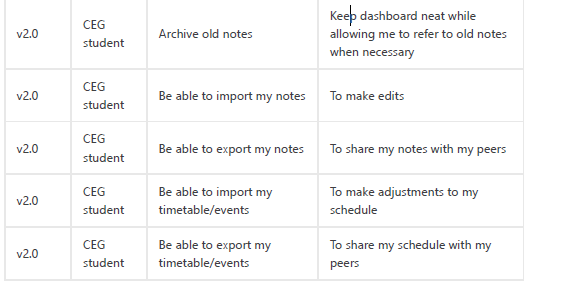 v2.0
CEG
student
Archive old notes
Keep dashboard neat while
allowing me to refer to old notes
when necessary
v2.0
CEG
student
Be able to import my notes
To make edits
v2.0
CEG
student
Be able to export my notes
To share my notes with my peers
v2.0
CEG
student
Be able to import my
timetable/events
To make adjustments to my
schedule
v2.0
CEG
student
Be able to export my
timetable/events
To share my schedule with my
peers